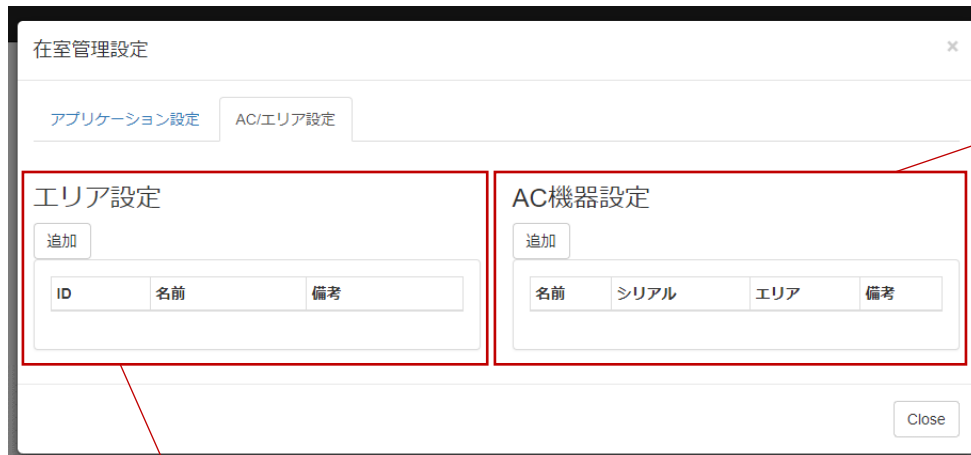 在室管理設定 ×
アプリケーション設定 AC/エリア設定
エリア設定
追加
ID 名前 備考
AC機器設定
追加
名前 シリアル エリア 備考
Close